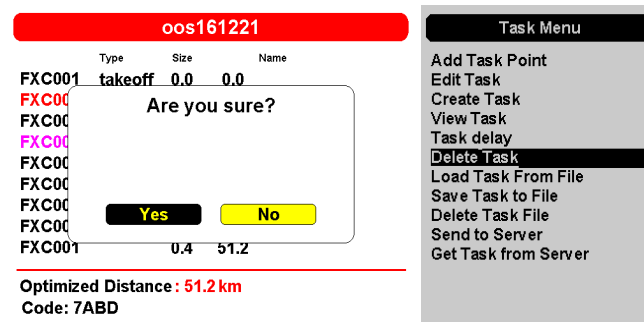 oos161221
Type Size Name
FXC001 takeoff 0.0 0.0
FXC00
FXC00
FXC00
FXC00
FXC00
FXC00
FXC00
FXC001 0.4 51.2
Are you sure?
Yes No
Optimized Distance : 51.2 km
Code: 7ABD
Task Menu
Add Task Point
Edit Task
Create Task
View Task
Task delay
Delete Task
Load Task From File
Save Task to File
Delete Task File
Send to Server
Get Task from Server